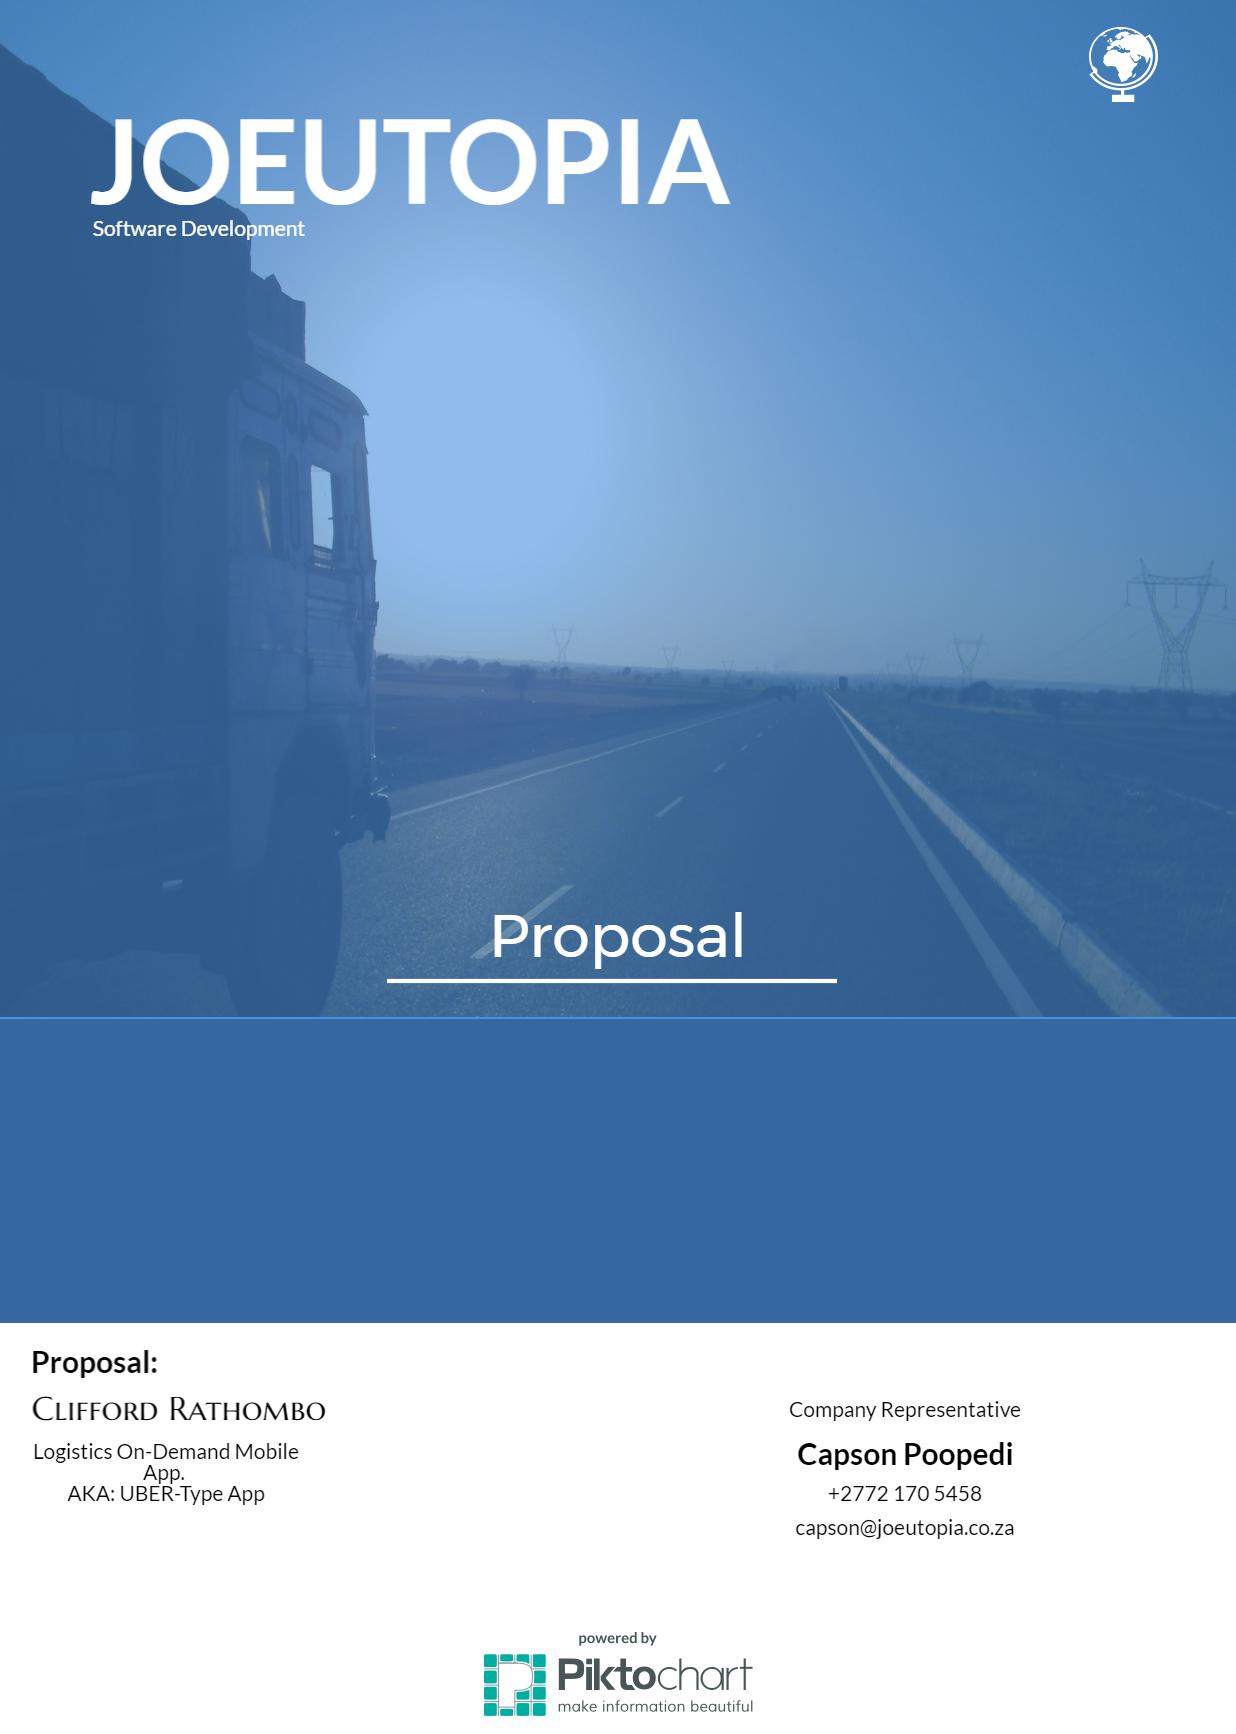 JOEUTOPIA
Software Development
Proposal
Proposal:
Clifford Rathombo
Logistics On-Demand Mobile
App.
AKA: UBER-Type App
Company Representative
Capson Poopedi
+2772 170 5458
capson@joeutopia.co.za
powered by
Piktochart
make information beautiful